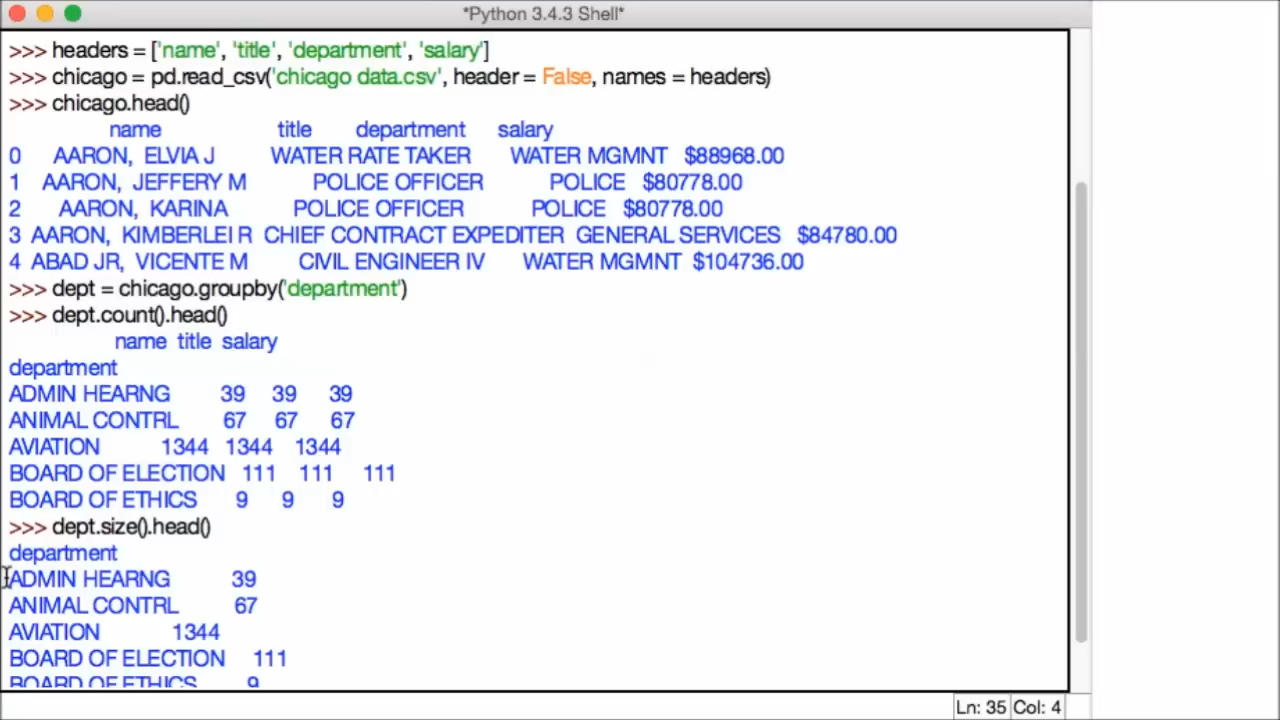 *Python 3.4.3 Shell*
>>> headers = ['name', 'title', 'department', 'salary']
>>> chicago = pd.read_csv('chicago data.csv', header = False, names = headers)
>>> chicago.head()
name title department salary
0 AARON, ELVIA J WATER RATE TAKER WATER MGMNT $88968.00
1 AARON, JEFFERY M POLICE OFFICER POLICE $80778.00
2 AARON, KARINA POLICE OFFICER POLICE $80778.00
3 AARON, KIMBERLEI R CHIEF CONTRACT EXPEDITER GENERAL SERVICES $84780.00
4 ABAD JR, VICENTE M CIVIL ENGINEER IV WATER MGMNT $104736.00
>>> dept = chicago.groupby('department')
>>> dept.count().head()
name title salary
department
ADMIN HEARNG 39 39 39
ANIMAL CONTRL 67 67 67
AVIATION 1344 1344 1344
BOARD OF ELECTION 111 111 111
BOARD OF ETHICS 9 9 9
>>> dept.size().head()
department
ADMIN HEARNG 39
ANIMAL CONTRL 67
AVIATION 1344
BOARD OF ELECTION 111
BOARD OF ETHICS 9
Ln: 35 Col: 4